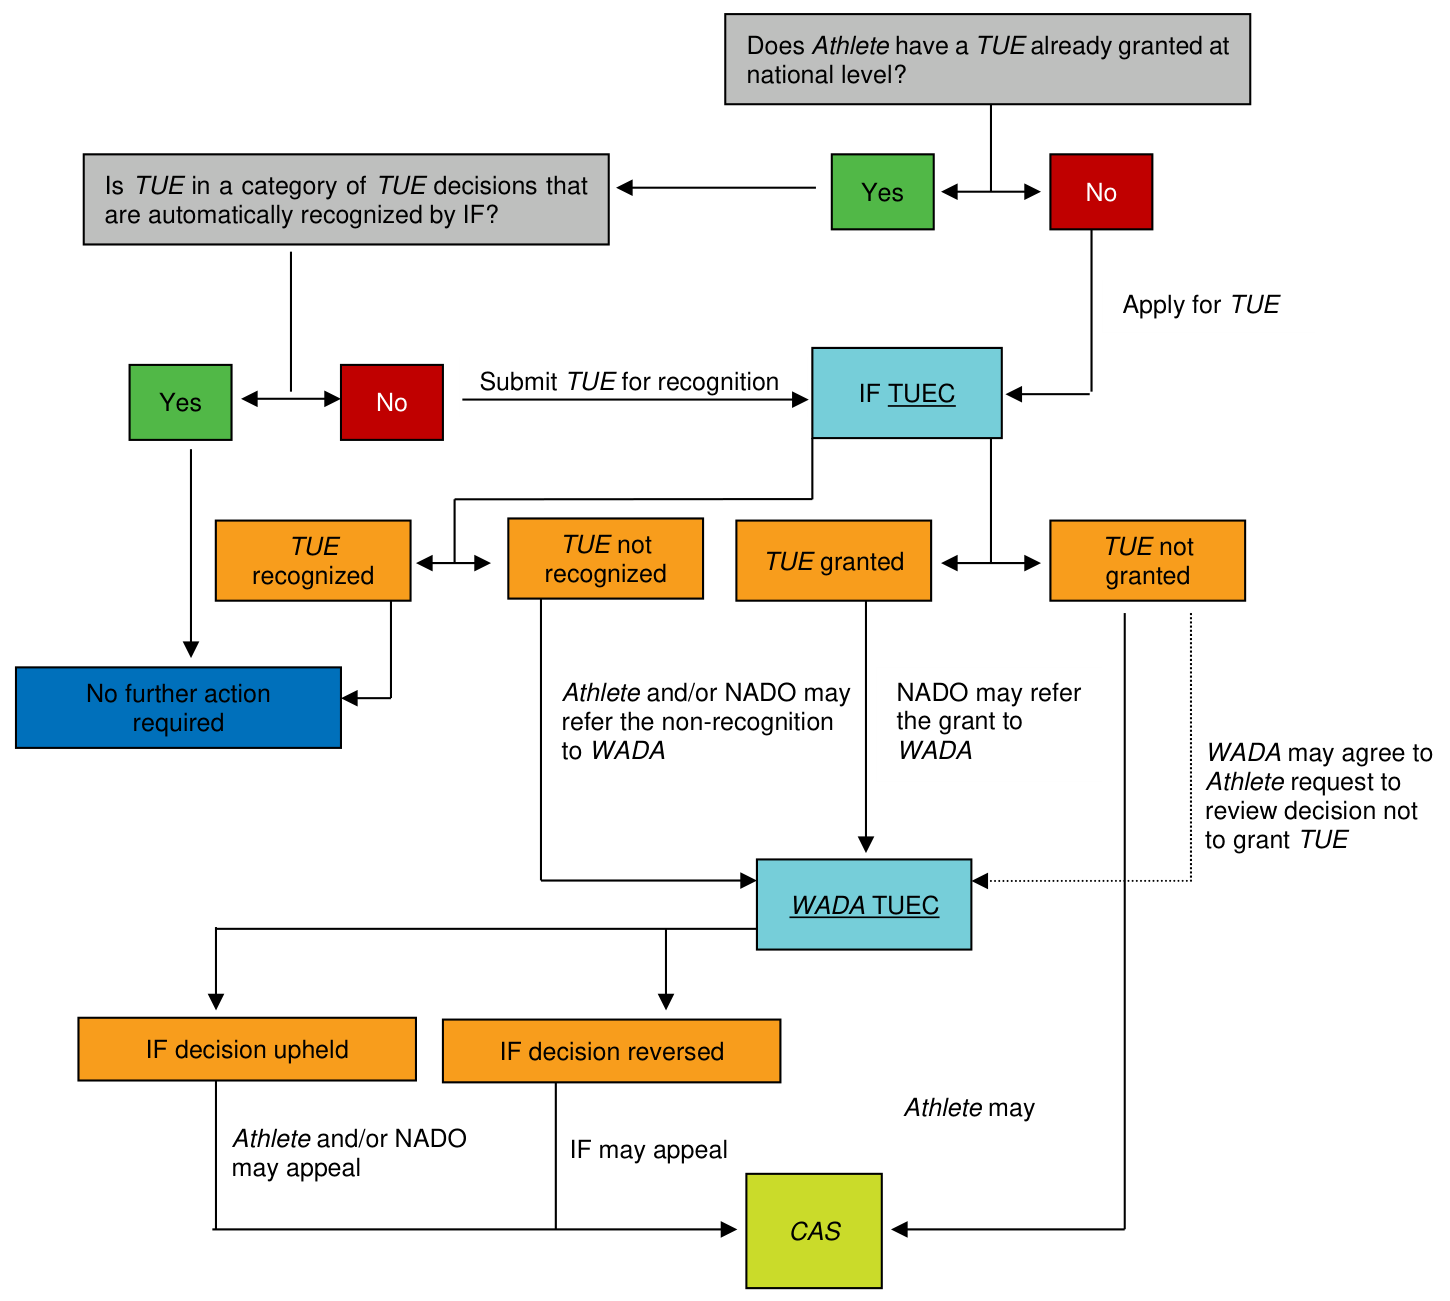 Does Athlete have a TUE already granted at
national level?
Is TUE in a category of TUE decisions that
are automatically recognized by IF?
Yes
No
Apply for TUE
Yes
No
Submit TUE for recognition
IF TUEC
TUE
recognized
TUE not
recognized
TUE granted
TUE not
granted
No further action
required
Athlete and/or NADO may
refer the non-recognition
to WADA
NADO may refer
the grant to
WADA
WADA may agree to
Athlete request to
review decision not
to grant TUE
WADA TUEC
IF decision upheld
IF decision reversed
Athlete and/or NADO
may appeal
IF may appeal
Athlete may
CAS